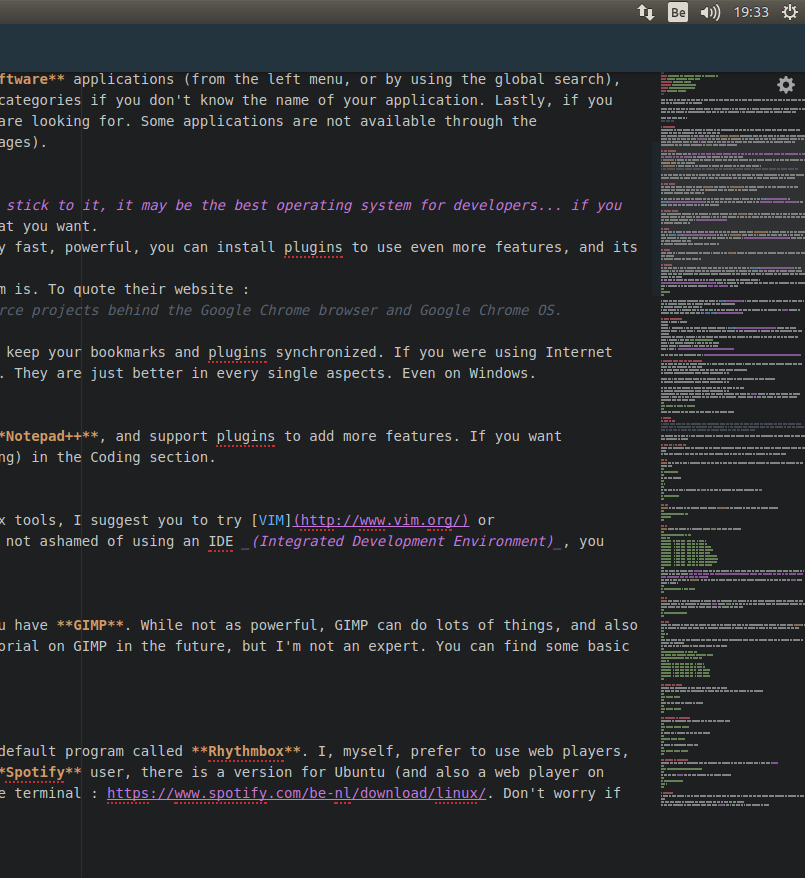 Be 19:33
ftware** applications (from the left menu, or by using the global search),
categories if you don't know the name of your application. Lastly, if you
are looking for. Some applications are not available through the
ages).
stick to it, it may be the best operating system for developers... if you
at you want.
y fast, powerful, you can install plugins to use even more features, and its
m is. To quote their website :
rce projects behind the Google Chrome browser and Google Chrome OS.
keep your bookmarks and plugins synchronized. If you were using Internet
. They are just better in every single aspects. Even on Windows.
*Notepad++**, and support plugins to add more features. If you want
ng) in the Coding section.
x tools, I suggest you to try [VIM](http://www.vim.org/) or
not ashamed of using an IDE _(Integrated Development Environment)_, you
u have **GIMP**. While not as powerful, GIMP can do lots of things, and also
orial on GIMP in the future, but I'm not an expert. You can find some basic
default program called **Rhythmbox**. I, myself, prefer to use web players,
*Spotify** user, there is a version for Ubuntu (and also a web player on
e terminal : https://www.spotify.com/be-nl/download/linux/. Don't worry if